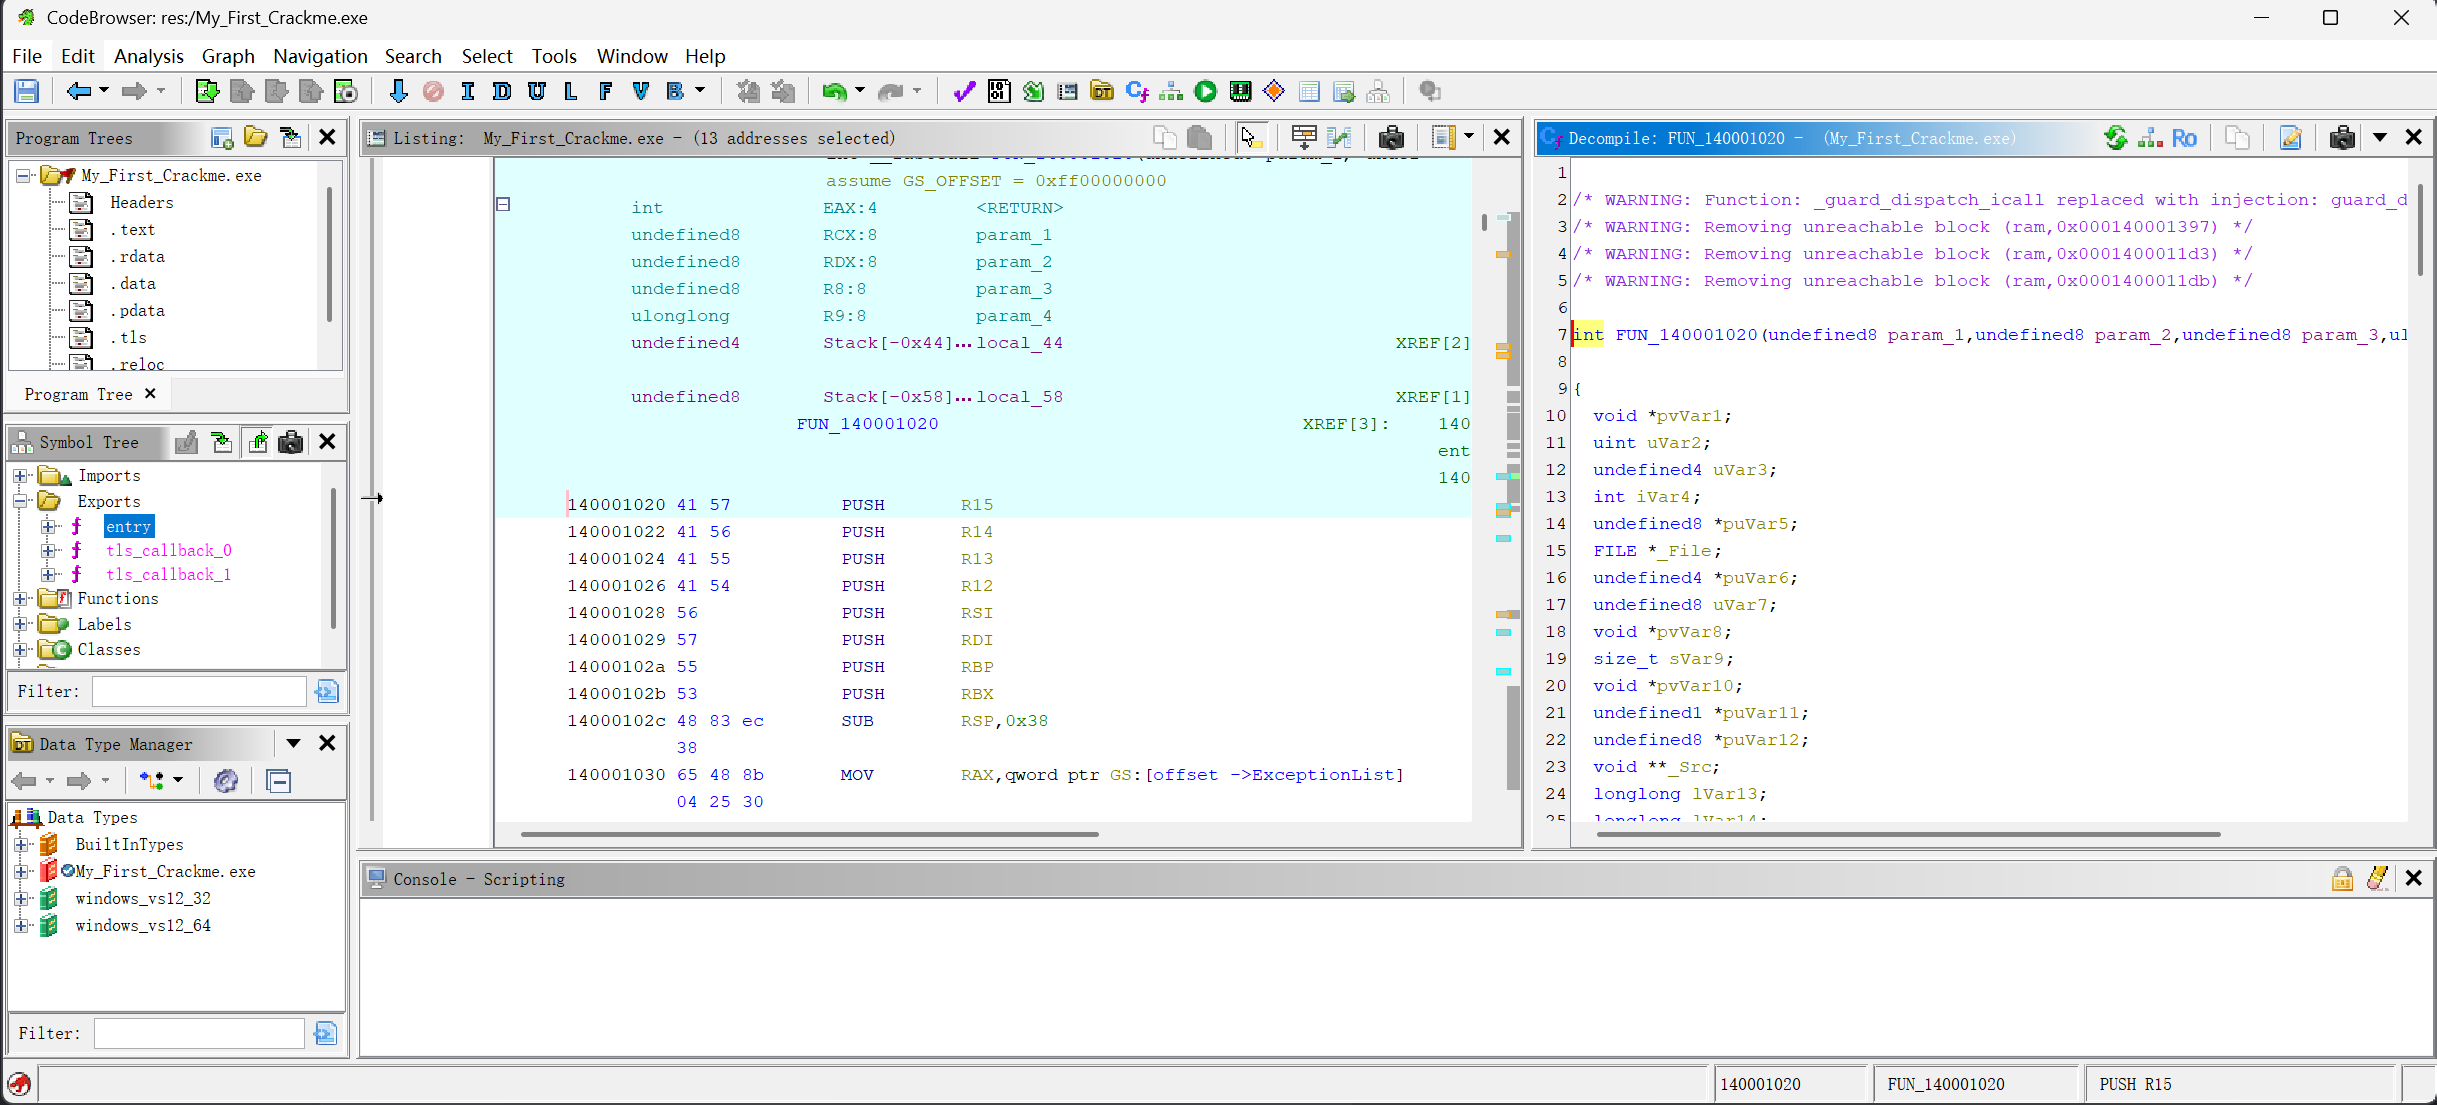 CodeBrowser: res:/My_First_Crackme.exe
File Edit Analysis Graph Navigation Search Select Tools Window Help
I D U L F V B
Program Trees
My_First_Crackme.exe
Headers
.text
.rdata
.data
.pdata
.tls
.reloc
Program Tree
Symbol Tree
Imports
Exports
entry
tls_callback_0
tls_callback_1
Functions
Labels
Classes
Filter:
Data Type Manager
Data Types
BuiltInTypes
My_First_Crackme.exe
windows_vs12_32
windows_vs12_64
Filter:
Listing: My_First_Crackme.exe - (13 addresses selected)
assume GS_OFFSET = 0xff00000000
int EAX:4 <RETURN>
undefined8 RCX:8 param_1
undefined8 RDX:8 param_2
undefined8 R8:8 param_3
ulonglong R9:8 param_4
undefined4 Stack[-0x44]... local_44 XREF[2]
undefined8 Stack[-0x58]... local_58 XREF[1]
FUN_140001020 XREF[3]: 140
ent
140
140001020 41 57 PUSH R15
140001022 41 56 PUSH R14
140001024 41 55 PUSH R13
140001026 41 54 PUSH R12
140001028 56 PUSH RSI
140001029 57 PUSH RDI
14000102a 55 PUSH RBP
14000102b 53 PUSH RBX
14000102c 48 83 ec SUB RSP,0x38
38
140001030 65 48 8b MOV RAX,qword ptr GS:[offset ->ExceptionList]
04 25 30
Decompile: FUN_140001020 - (My_First_Crackme.exe)
Ro
1
2 /* WARNING: Function: _guard_dispatch_icall replaced with injection: guard_d
3 /* WARNING: Removing unreachable block (ram,0x000140001397) */
4 /* WARNING: Removing unreachable block (ram,0x0001400011d3) */
5 /* WARNING: Removing unreachable block (ram,0x0001400011db) */
6
7 int FUN_140001020(undefined8 param_1,undefined8 param_2,undefined8 param_3,ul
8
9 {
10 void *pvVar1;
11 uint uVar2;
12 undefined4 uVar3;
13 int iVar4;
14 undefined8 *puVar5;
15 FILE *_File;
16 undefined4 *puVar6;
17 undefined8 uVar7;
18 void *pvVar8;
19 size_t sVar9;
20 void *pvVar10;
21 undefined1 *puVar11;
22 undefined8 *puVar12;
23 void **_Src;
24 longlong lVar13;
25 longlong lVar14;
Console - Scripting
140001020 FUN_140001020 PUSH R15